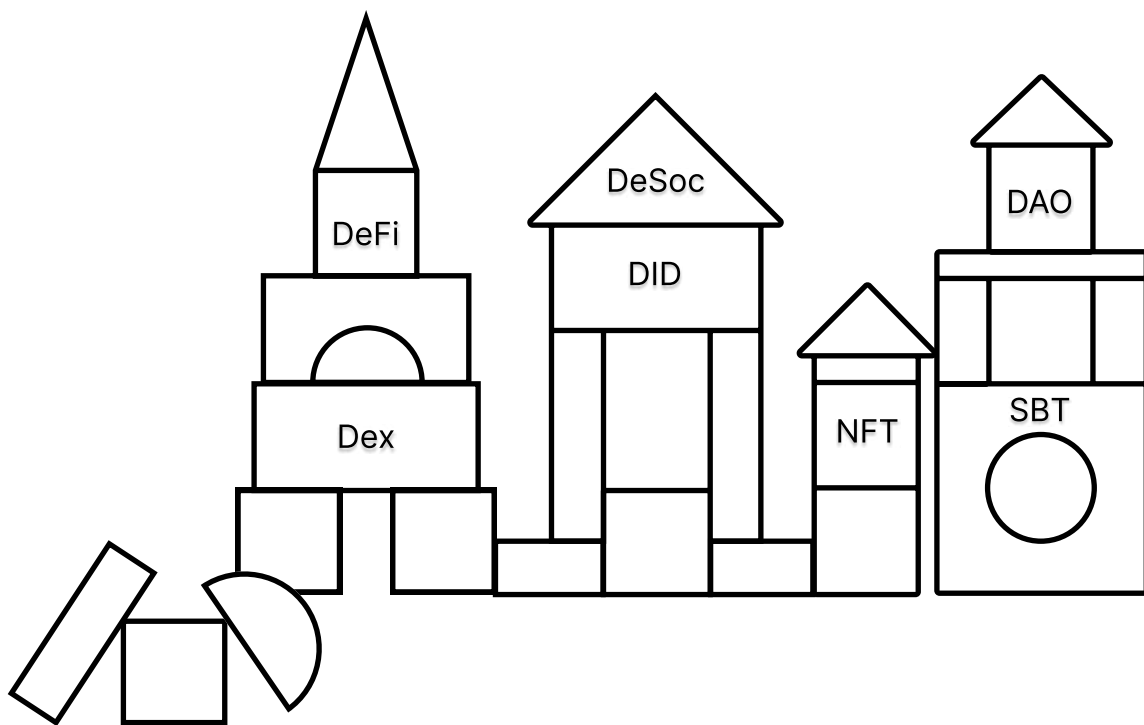 DeFi
Dex
DeSoc
DID
NFT
DAO
SBT